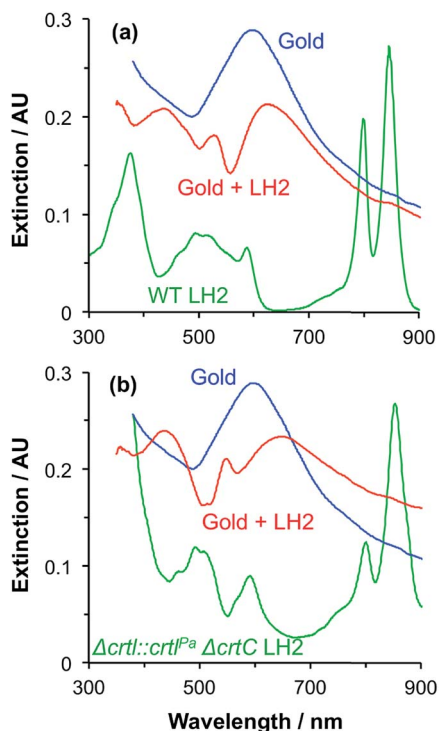 (a)
Gold
Gold + LH2
WT LH2
Extinction / AU
0.3
0.2
0.1
0
300
500
700
900
(b)
Gold
Gold + LH2
ΔcrtI::crtIᴾᵃ ΔcrtC LH2
Extinction / AU
0.3
0.2
0.1
0
300
500
700
900
Wavelength / nm